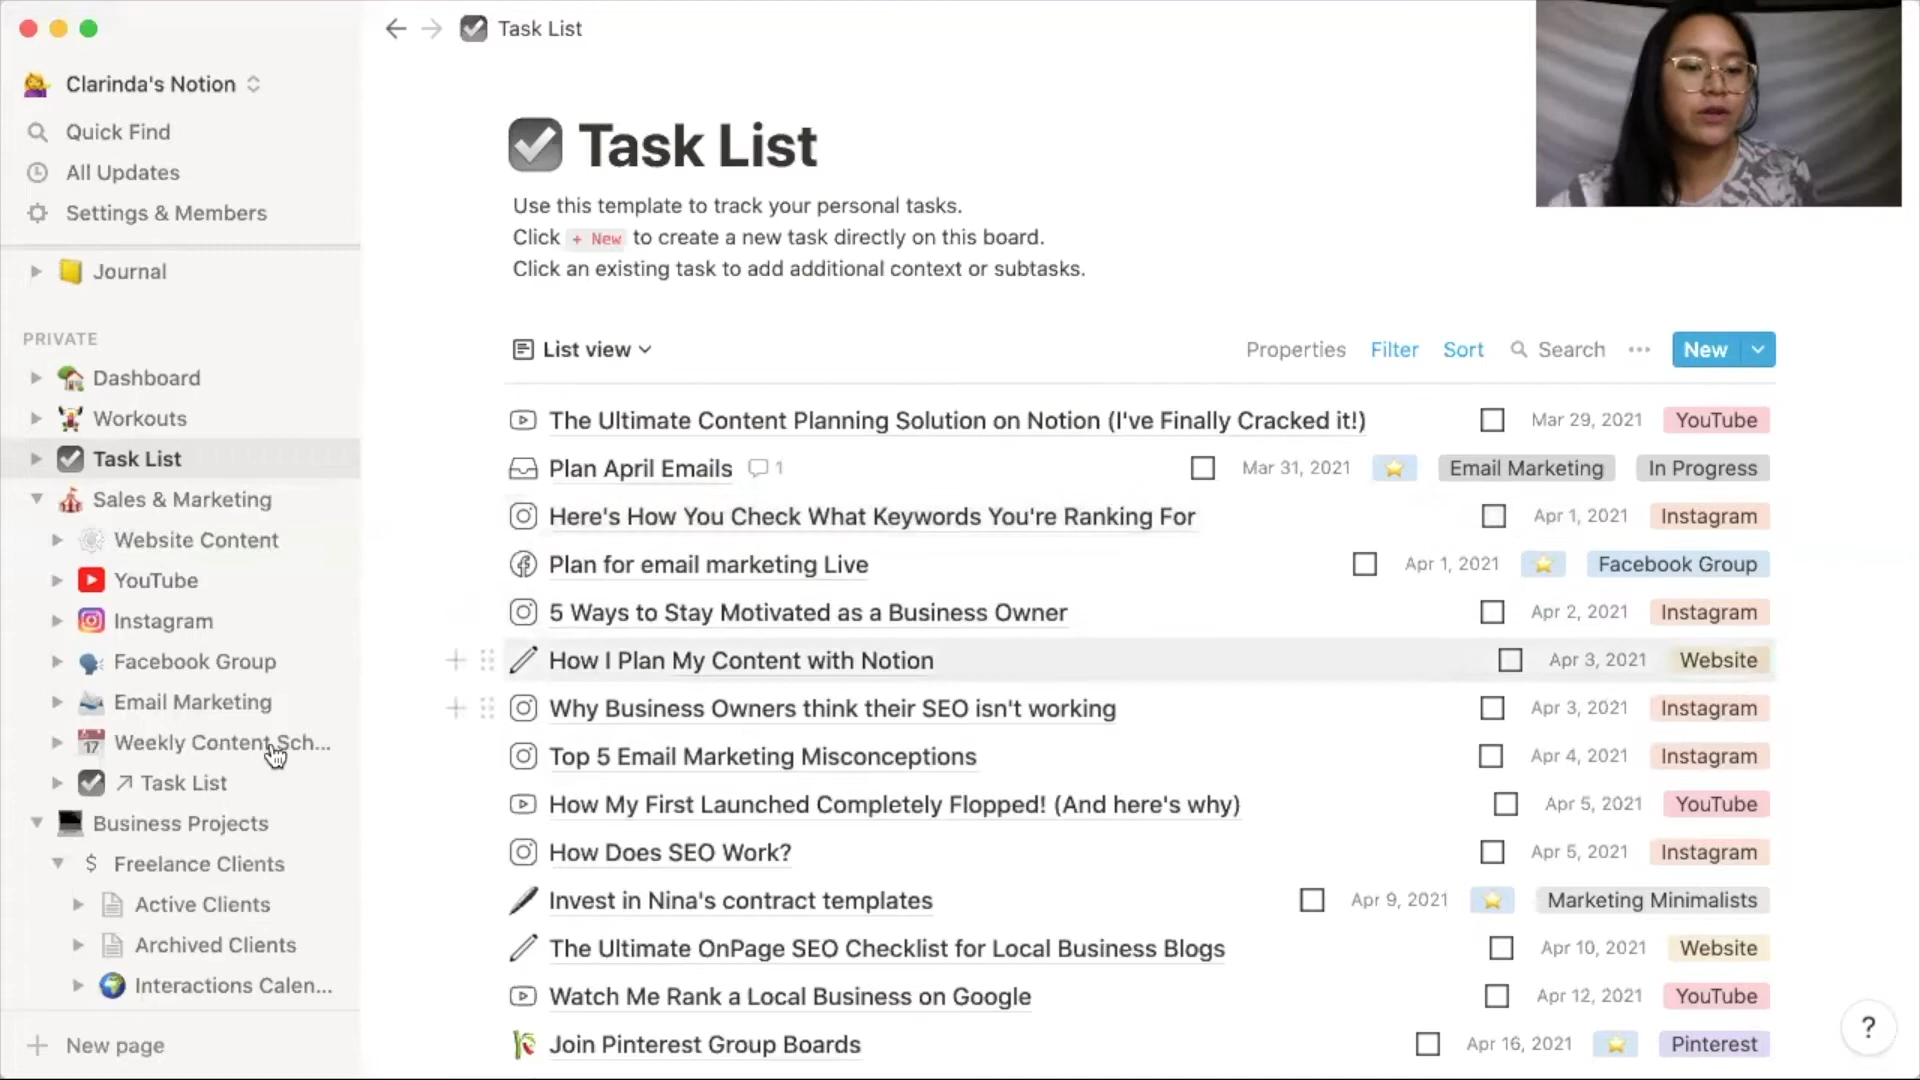 Task List
Clarinda's Notion
Quick Find
All Updates
Settings & Members
Journal
PRIVATE
Dashboard
Workouts
Task List
Sales & Marketing
Website Content
YouTube
Instagram
Facebook Group
Email Marketing
17 Weekly Content Sch...
Task List
Business Projects
$ Freelance Clients
Active Clients
Archived Clients
Interactions Calen...
+ New page
Task List
Use this template to track your personal tasks.
Click + New to create a new task directly on this board.
Click an existing task to add additional context or subtasks.
List view Properties Filter Sort Search ••• New
The Ultimate Content Planning Solution on Notion (I've Finally Cracked it!) Mar 29, 2021 YouTube
Plan April Emails 1 Mar 31, 2021 Email Marketing In Progress
Here's How You Check What Keywords You're Ranking For Apr 1, 2021 Instagram
Plan for email marketing Live Apr 1, 2021 Facebook Group
5 Ways to Stay Motivated as a Business Owner Apr 2, 2021 Instagram
How I Plan My Content with Notion Apr 3, 2021 Website
Why Business Owners think their SEO isn't working Apr 3, 2021 Instagram
Top 5 Email Marketing Misconceptions Apr 4, 2021 Instagram
How My First Launched Completely Flopped! (And here's why) Apr 5, 2021 YouTube
How Does SEO Work? Apr 5, 2021 Instagram
Invest in Nina's contract templates Apr 9, 2021 Marketing Minimalists
The Ultimate OnPage SEO Checklist for Local Business Blogs Apr 10, 2021 Website
Watch Me Rank a Local Business on Google Apr 12, 2021 YouTube
Join Pinterest Group Boards Apr 16, 2021 Pinterest
?